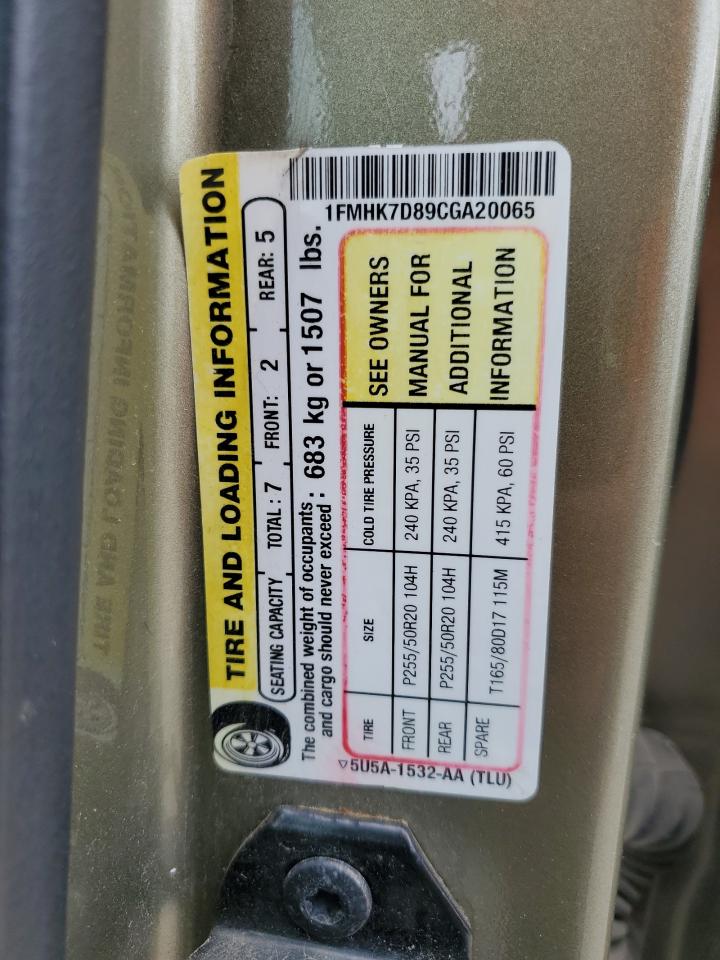 1FMHK7D89CGA20065
TIRE AND LOADING INFORMATION
SEATING CAPACITY TOTAL : 7 FRONT: 2 REAR: 5
The combined weight of occupants : 683 kg or 1507 lbs.
and cargo should never exceed
TIRE SIZE COLD TIRE PRESSURE
FRONT P255/50R20 104H 240 KPA, 35 PSI
REAR P255/50R20 104H 240 KPA, 35 PSI
SPARE T165/80D17 115M 415 KPA, 60 PSI
SEE OWNERS
MANUAL FOR
ADDITIONAL
INFORMATION
▽5U5A-1532-AA (TLU)